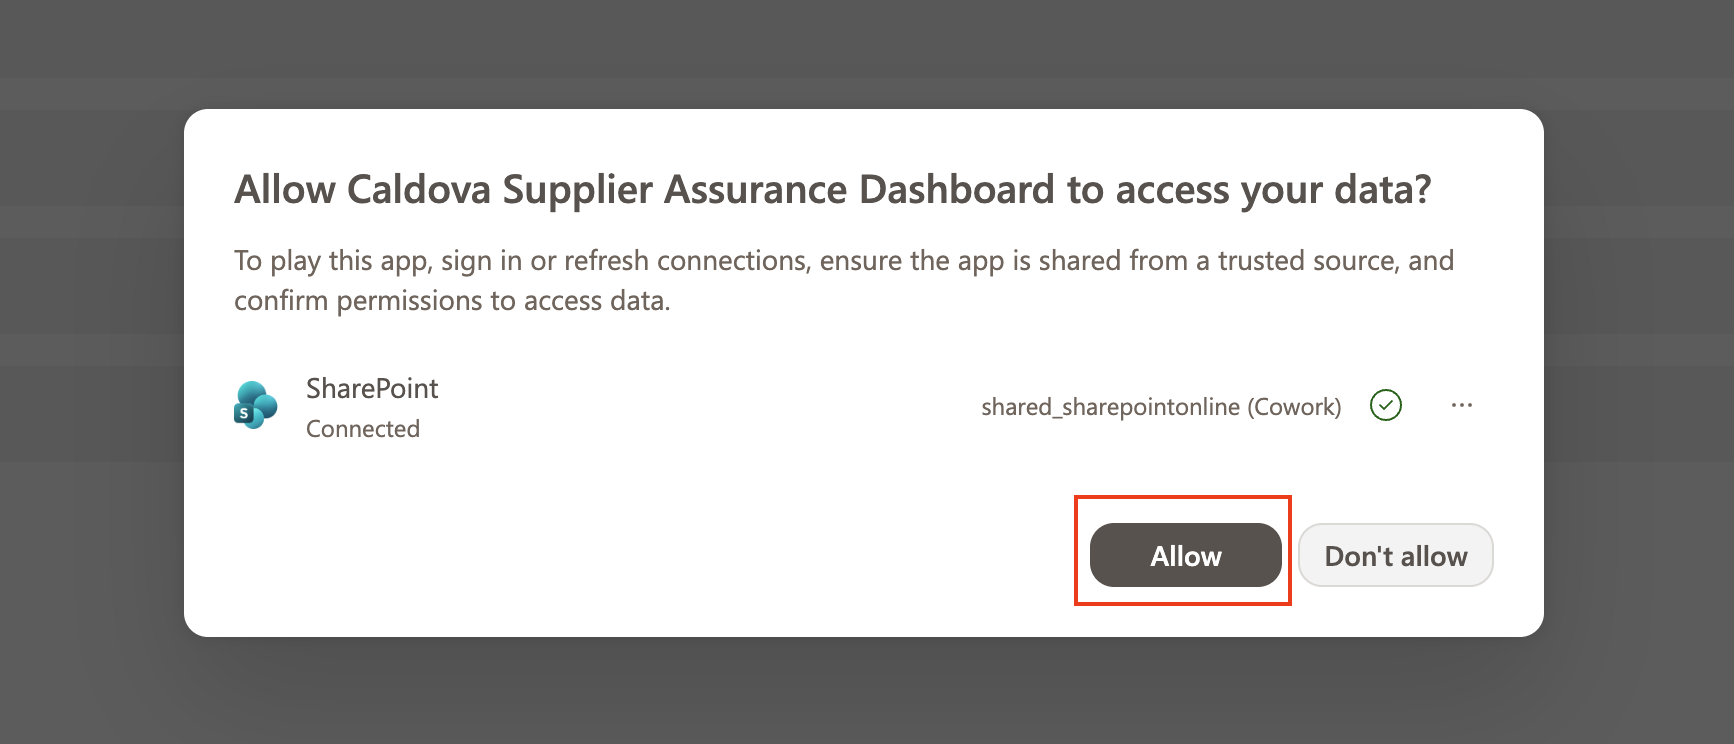 Allow Caldova Supplier Assurance Dashboard to access your data?
To play this app, sign in or refresh connections, ensure the app is shared from a trusted source, and
confirm permissions to access data.
S
SharePoint
Connected
shared_sharepointonline (Cowork)
Allow
Don't allow